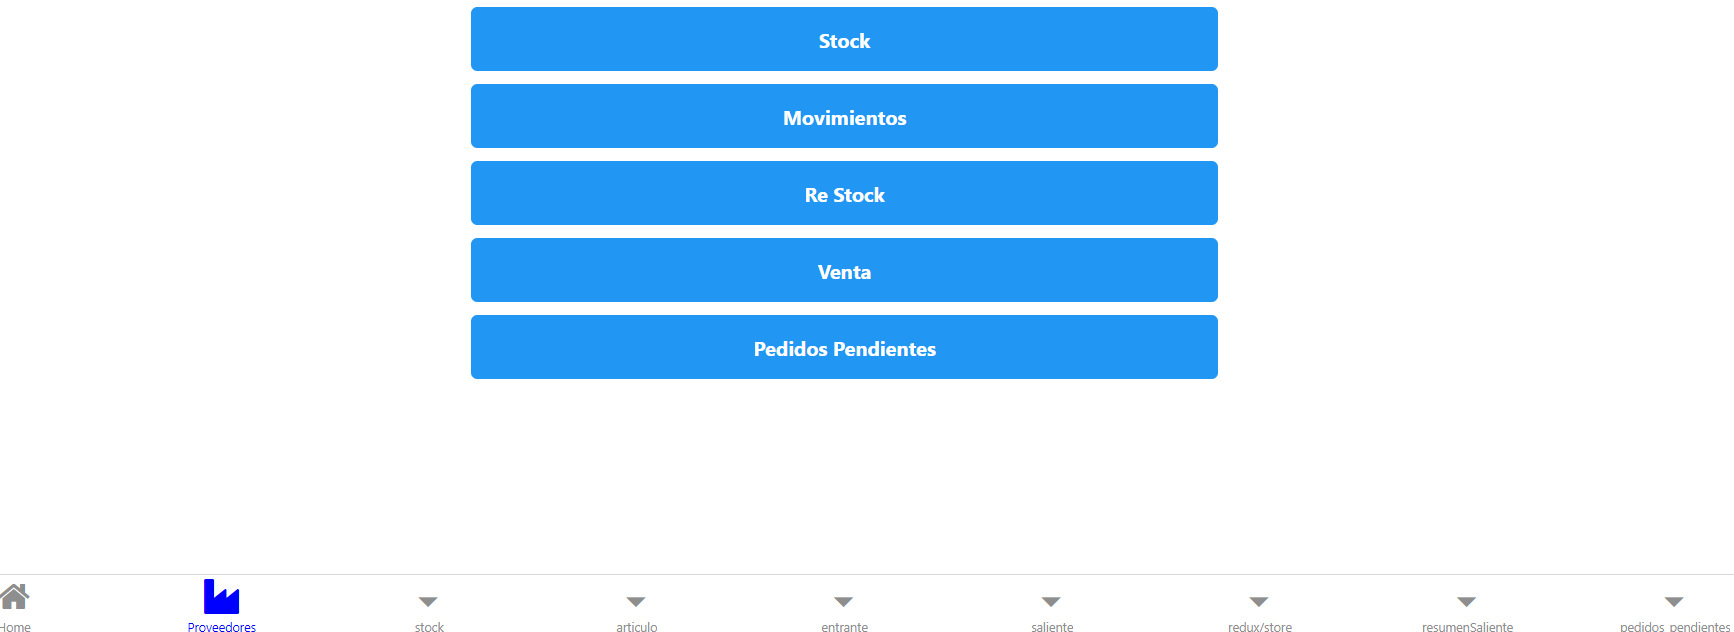 Stock
Movimientos
Re Stock
Venta
Pedidos Pendientes
Home
Proveedores
stock
articulo
entrante
saliente
redux/store
resumenSaliente
pedidos_pendientes